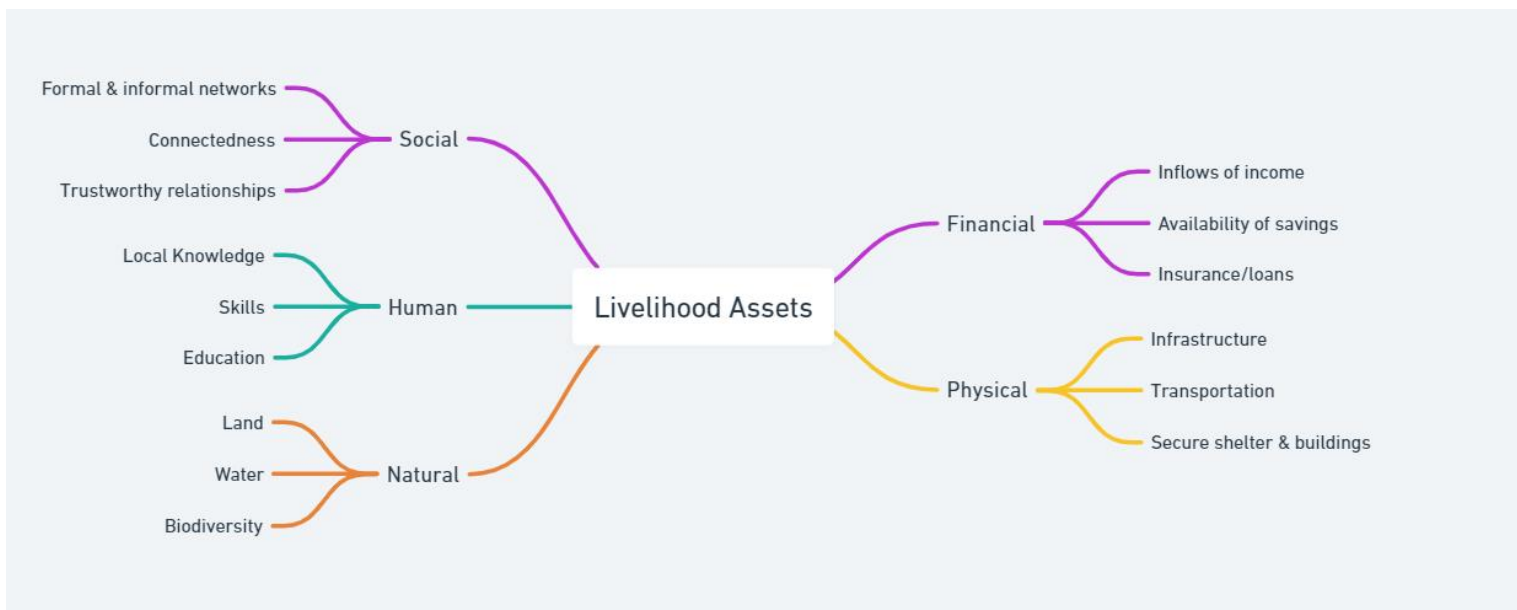 Livelihood Assets
Social
Formal & informal networks
Connectedness
Trustworthy relationships
Human
Local Knowledge
Skills
Education
Natural
Land
Water
Biodiversity
Financial
Inflows of income
Availability of savings
Insurance/loans
Physical
Infrastructure
Transportation
Secure shelter & buildings